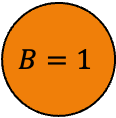 B = 1